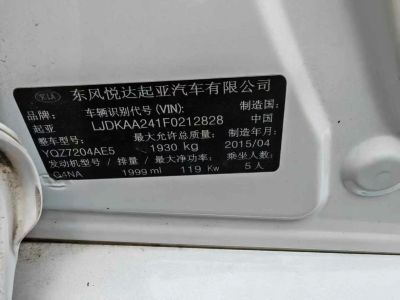 KIA 东风悦达起亚汽车有限公司
品牌: 车辆识别代号(VIN): 制造国:
起亚 LJDKAA241F0212828 中国
整车型号: 最大允许总质量: 制造年月:
YQZ7204AE5 1930 kg 2015/04
发动机型号 / 排量 / 最大净功率: 乘坐人数:
G4NA 1999 ml 119 Kw 5人